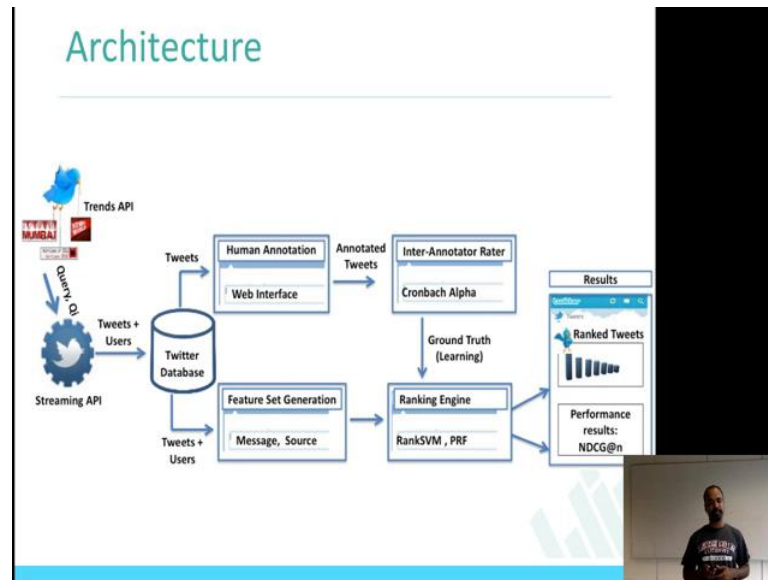 Architecture
Trends API
MUMBAI
Query, Qi
Streaming API
Tweets +
Users
Twitter
Database
Tweets
Human Annotation
Web Interface
Annotated
Tweets
Inter-Annotator Rater
Cronbach Alpha
Ground Truth
(Learning)
Tweets +
Users
Feature Set Generation
Message, Source
Ranking Engine
RankSVM , PRF
Results
Tweets
Ranked Tweets
Performance
results:
NDCG@n